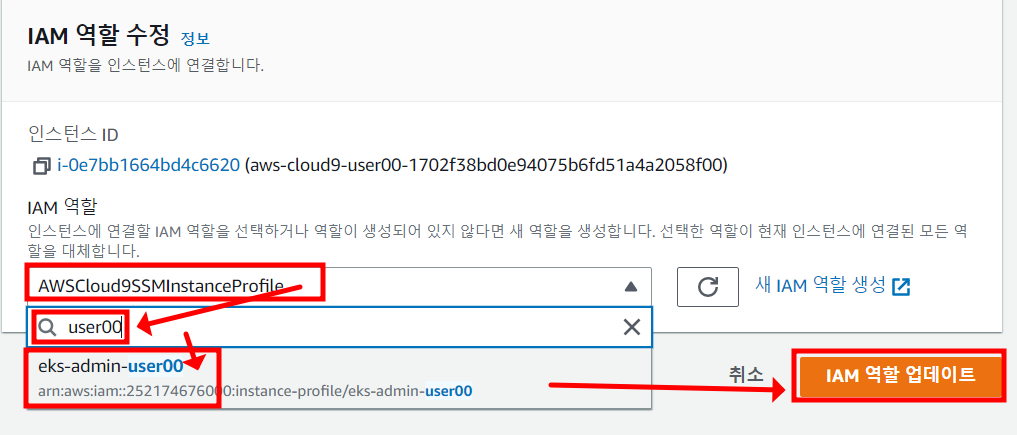 IAM 역할 수정 정보
IAM 역할을 인스턴스에 연결합니다.
인스턴스 ID
i-0e7bb1664bd4c6620 (aws-cloud9-user00-1702f38bd0e94075b6fd51a4a2058f00)
IAM 역할
인스턴스에 연결할 IAM 역할을 선택하거나 역할이 생성되어 있지 않다면 새 역할을 생성합니다. 선택한 역할이 현재 인스턴스에 연결된 모든 역
할을 대체합니다.
AWSCloud9SSMInstanceProfile
새 IAM 역할 생성
user00
eks-admin-user00
arn:aws:iam::252174676000:instance-profile/eks-admin-user00
취소
IAM 역할 업데이트